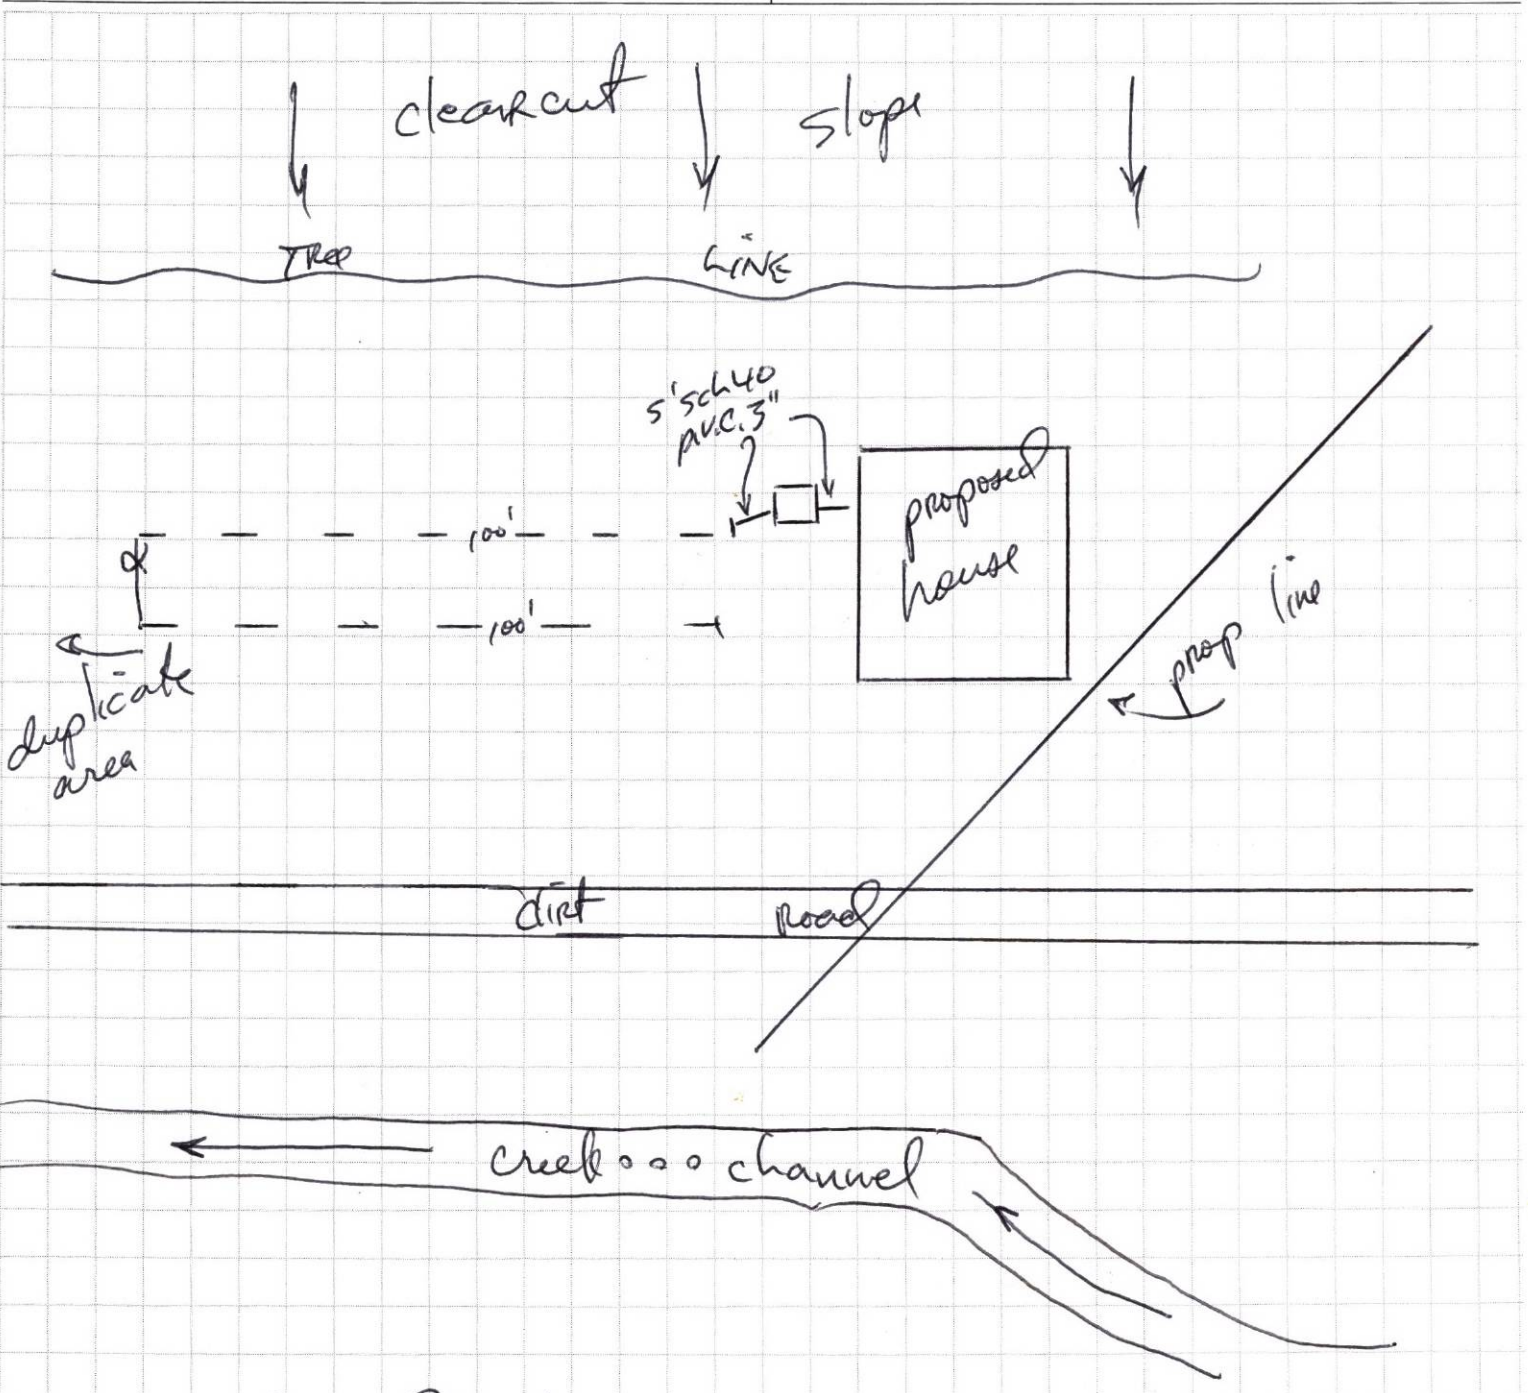 clearcut slope
TREE LINE
5' sch 40
p.v.c. 3"
proposed
house
100'
100'
prop line
duplicate
area
dirt road
creek channel